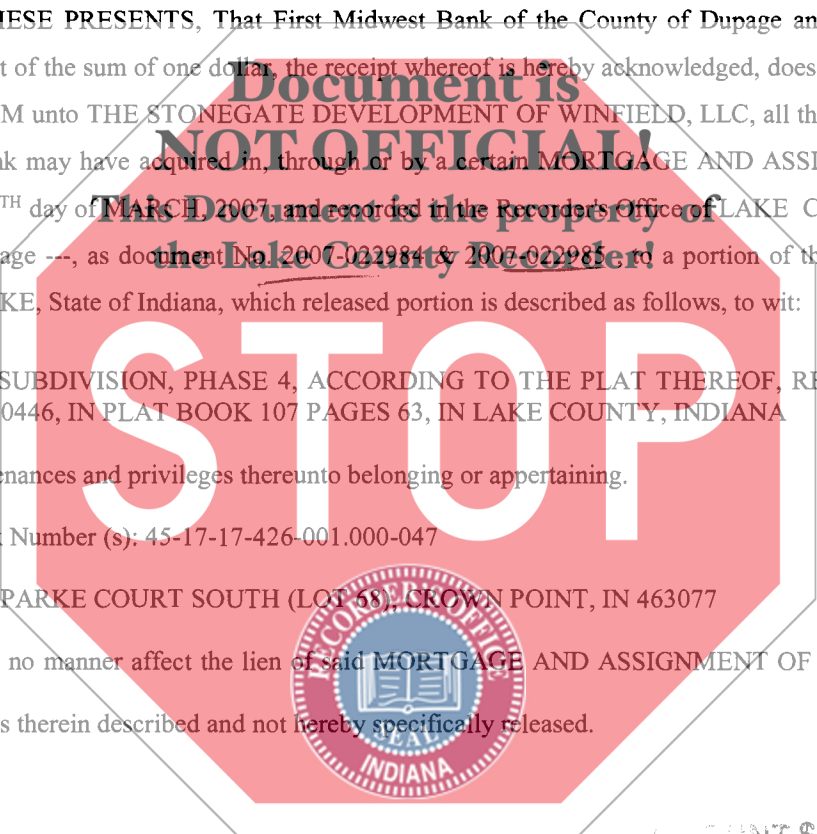 IESE PRESENTS, That First Midwest Bank of the County of Dupage an
t of the sum of one dollar, the receipt whereof is hereby acknowledged, does
Document is
M unto THE STONEGATE DEVELOPMENT OF WINFIELD, LLC, all th
NOT OFFICIAL!
nk may have acquired in, through or by a certain MORTGAGE AND ASSI
TH day of MARCH, 2007, and recorded in the Recorder's Office of LAKE C
This Document is the property of
age ---, as document No. 2007-022984 & 2007-022985, to a portion of th
the Lake County Recorder!
KE, State of Indiana, which released portion is described as follows, to wit:
STOP
SUBDIVISION, PHASE 4, ACCORDING TO THE PLAT THEREOF, RE
0446, IN PLAT BOOK 107 PAGES 63, IN LAKE COUNTY, INDIANA
enances and privileges thereunto belonging or appertaining.
x Number (s): 45-17-17-426-001.000-047
PARKE COURT SOUTH (LOT 68), CROWN POINT, IN 463077
RECORDER'S OFFICE
no manner affect the lien of said MORTGAGE AND ASSIGNMENT OF
s therein described and not hereby specifically released.
SEAL
INDIANA